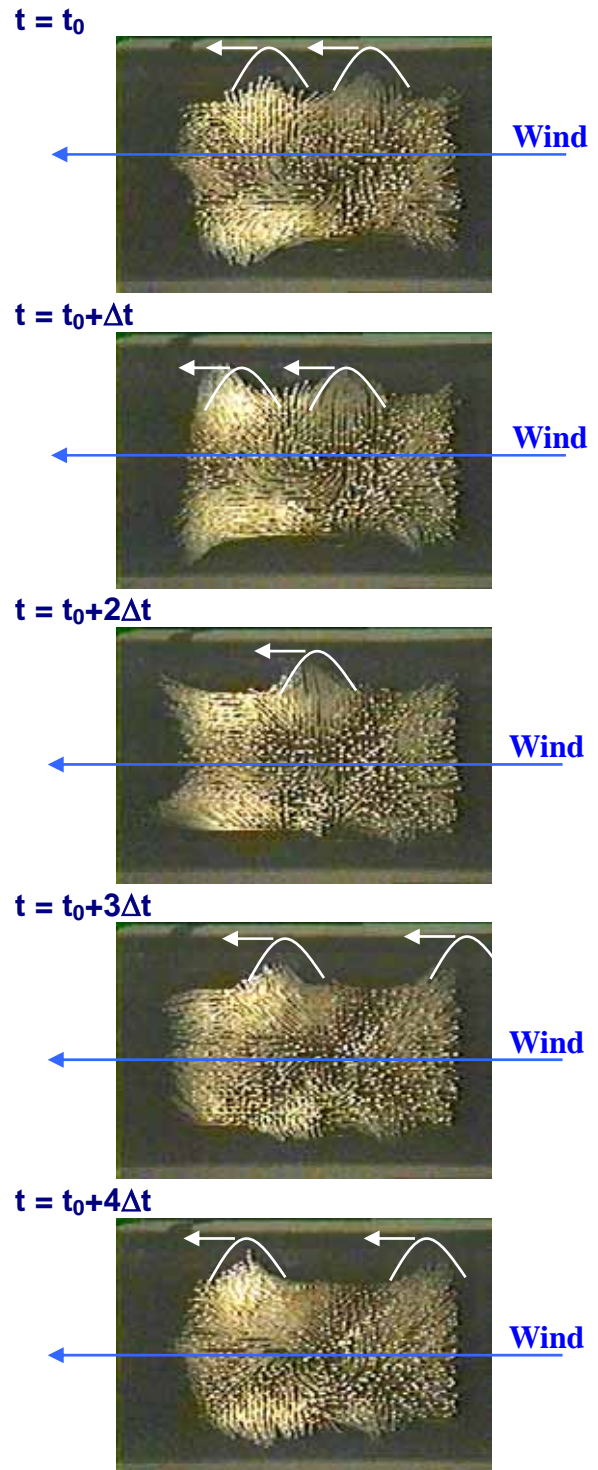 t = t₀
Wind
t = t₀+Δt
Wind
t = t₀+2Δt
Wind
t = t₀+3Δt
Wind
t = t₀+4Δt
Wind